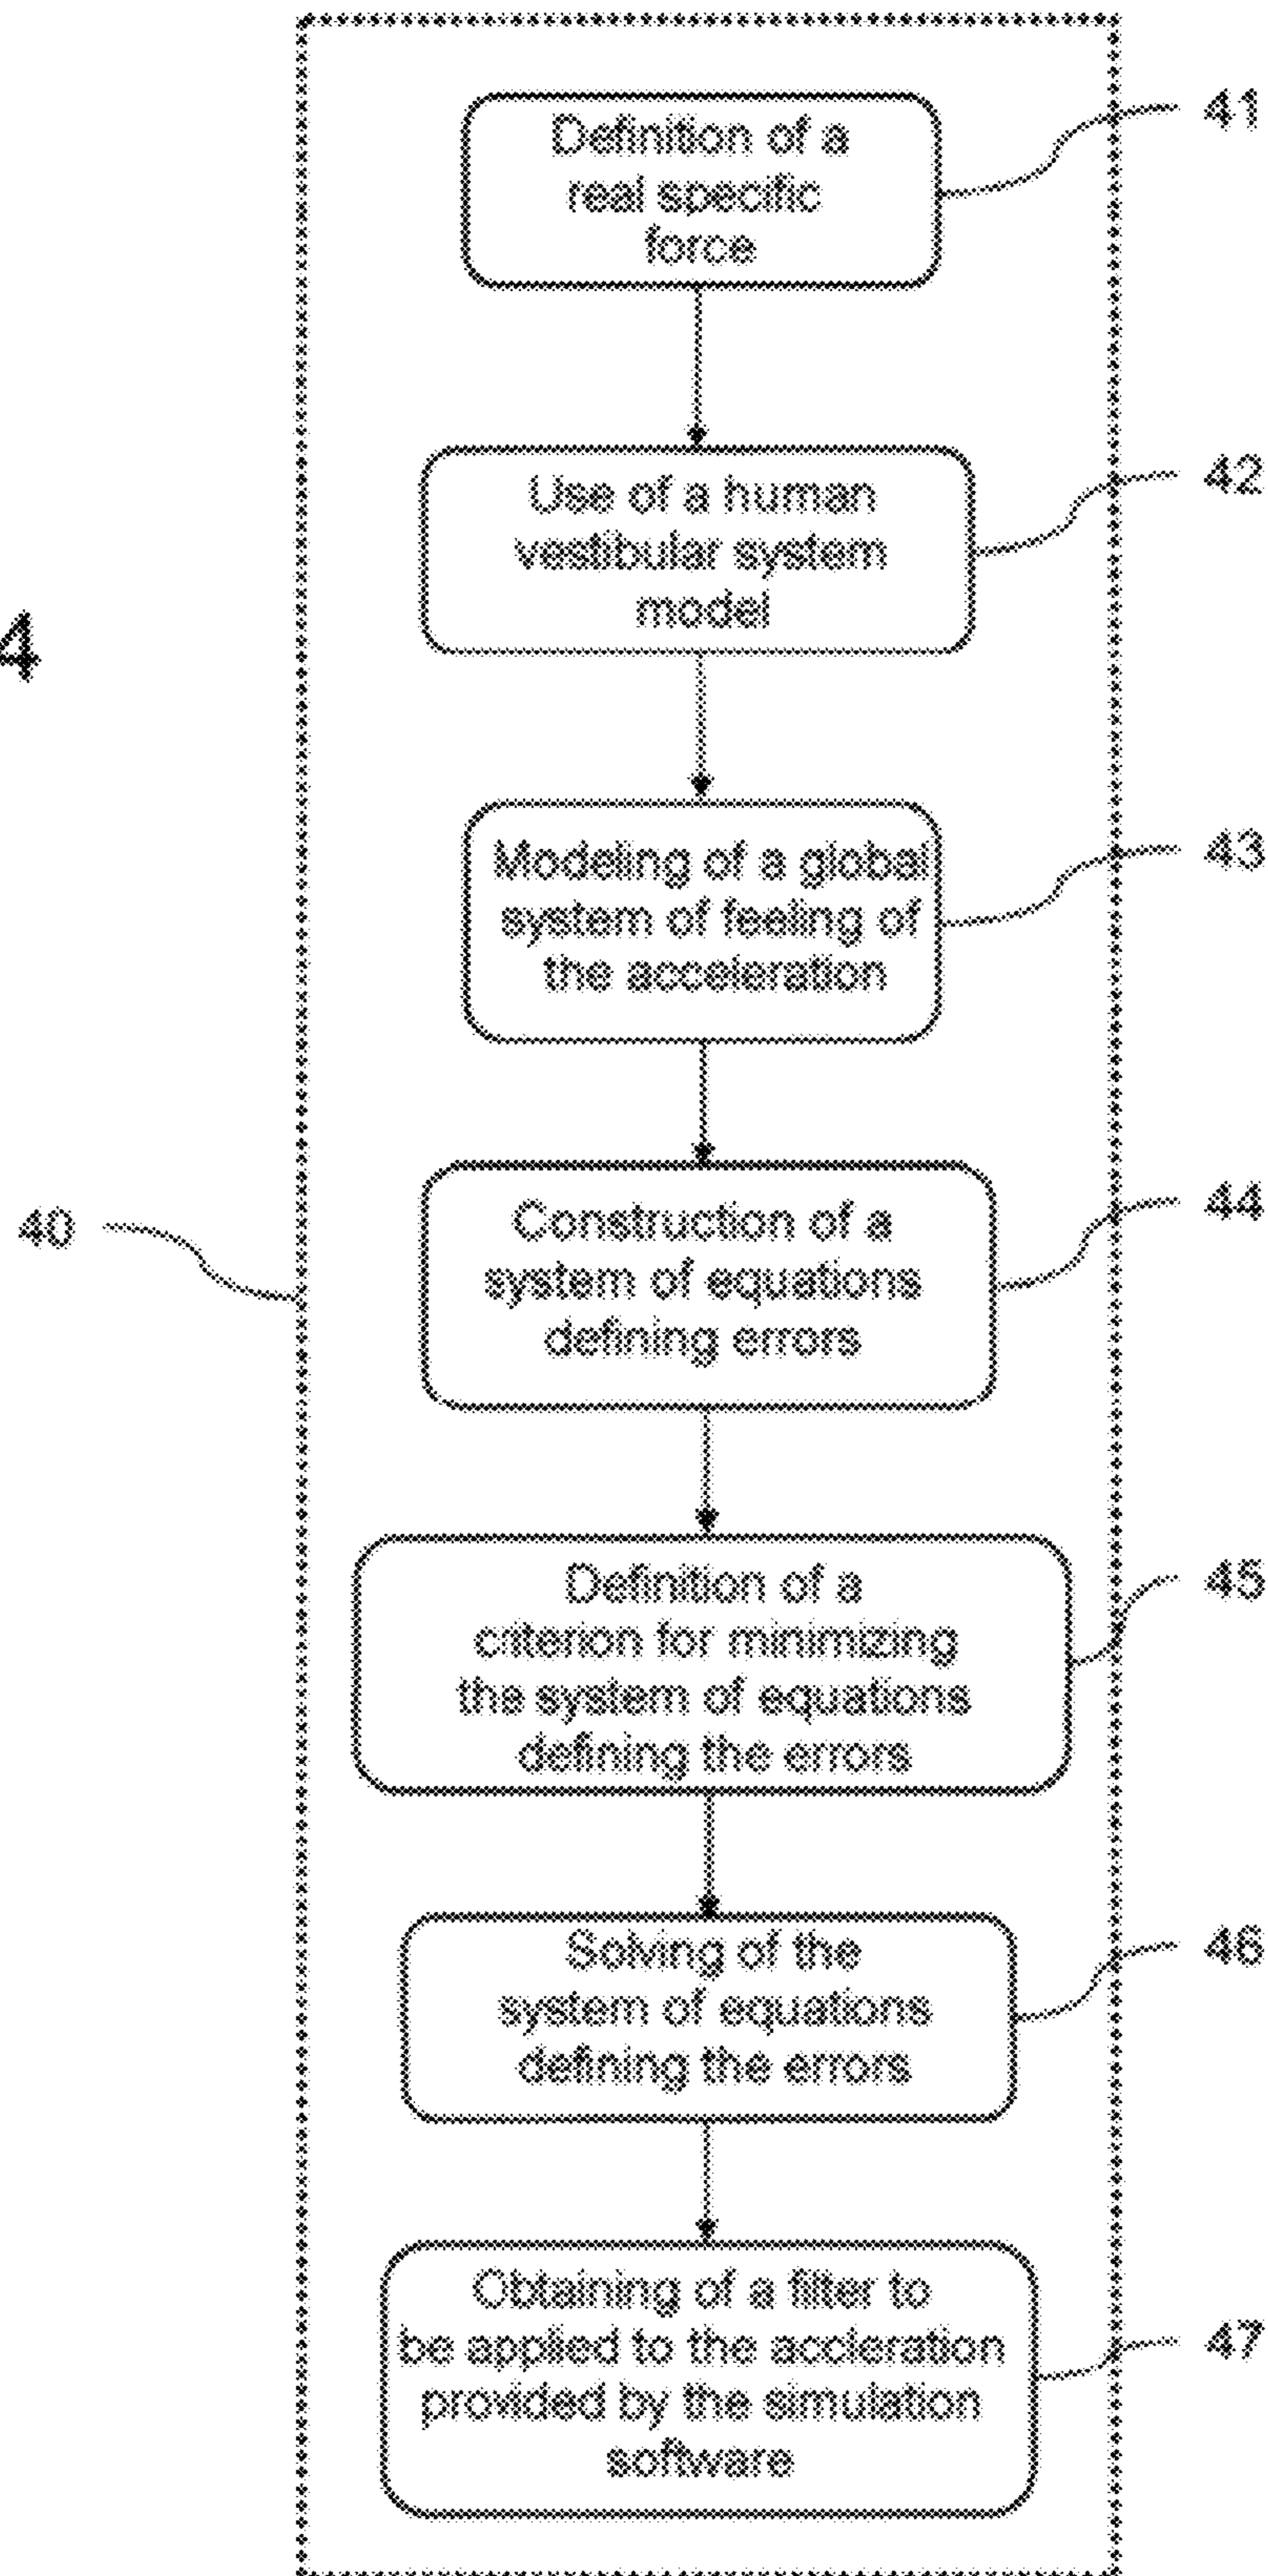 Definition of a
real specific
force
41
Use of a human
vestibular system
model
42
4
Modeling of a global
system of feeling of
the acceleration
43
Construction of a
system of equations
defining errors
44
40
Definition of a
criterion for minimizing
the system of equations
defining the errors
45
Solving of the
system of equations
defining the errors
46
Obtaining of a filter to
be applied to the accleration
provided by the simulation
software
47